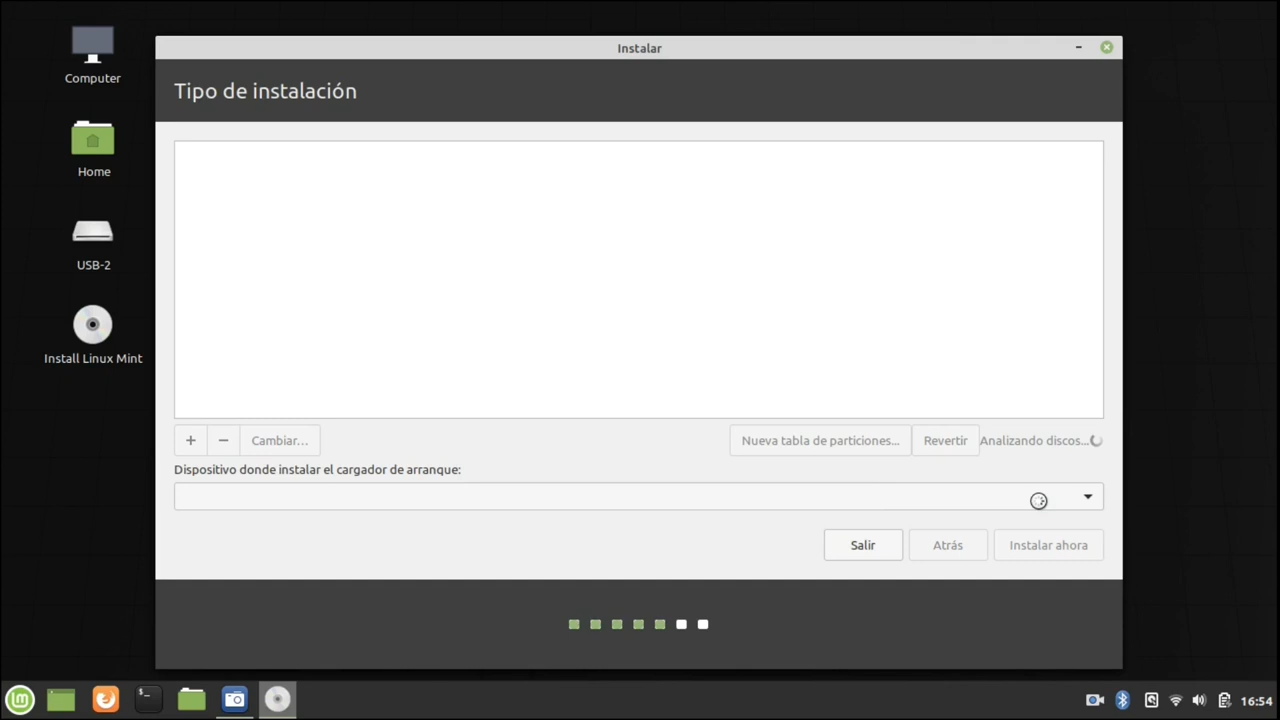 Computer
Home
USB-2
Install Linux Mint
Instalar
Tipo de instalación
+ − Cambiar...
Nueva tabla de particiones... Revertir Analizando discos...
Dispositivo donde instalar el cargador de arranque:
Salir Atrás Instalar ahora
16:54